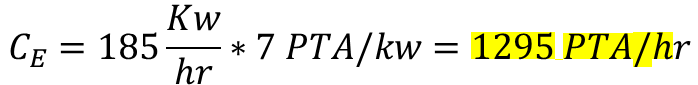 C_E = 185 Kw/hr * 7 PTA/kw = 1295 PTA/hr